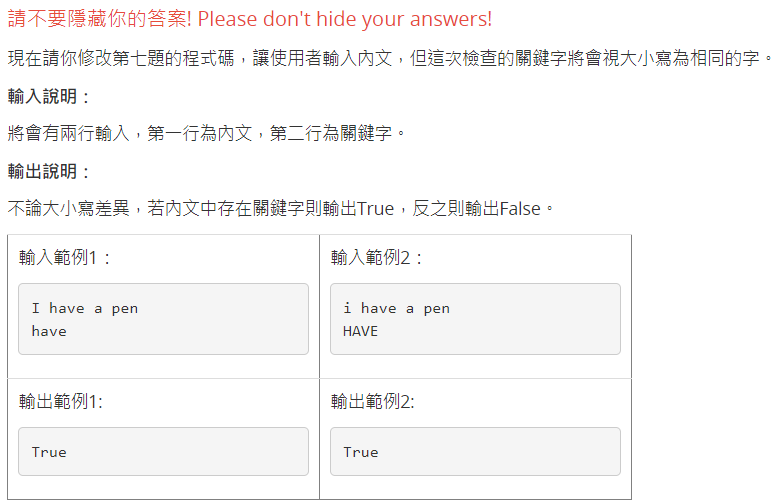 請不要隱藏你的答案! Please don't hide your answers!
現在請你修改第七題的程式碼，讓使用者輸入內文，但這次檢查的關鍵字將會視大小寫為相同的字。
輸入說明：
將會有兩行輸入，第一行為內文，第二行為關鍵字。
輸出說明：
不論大小寫差異，若內文中存在關鍵字則輸出True，反之則輸出False。
輸入範例1：
I have a pen
have
輸入範例2：
i have a pen
HAVE
輸出範例1:
True
輸出範例2:
True